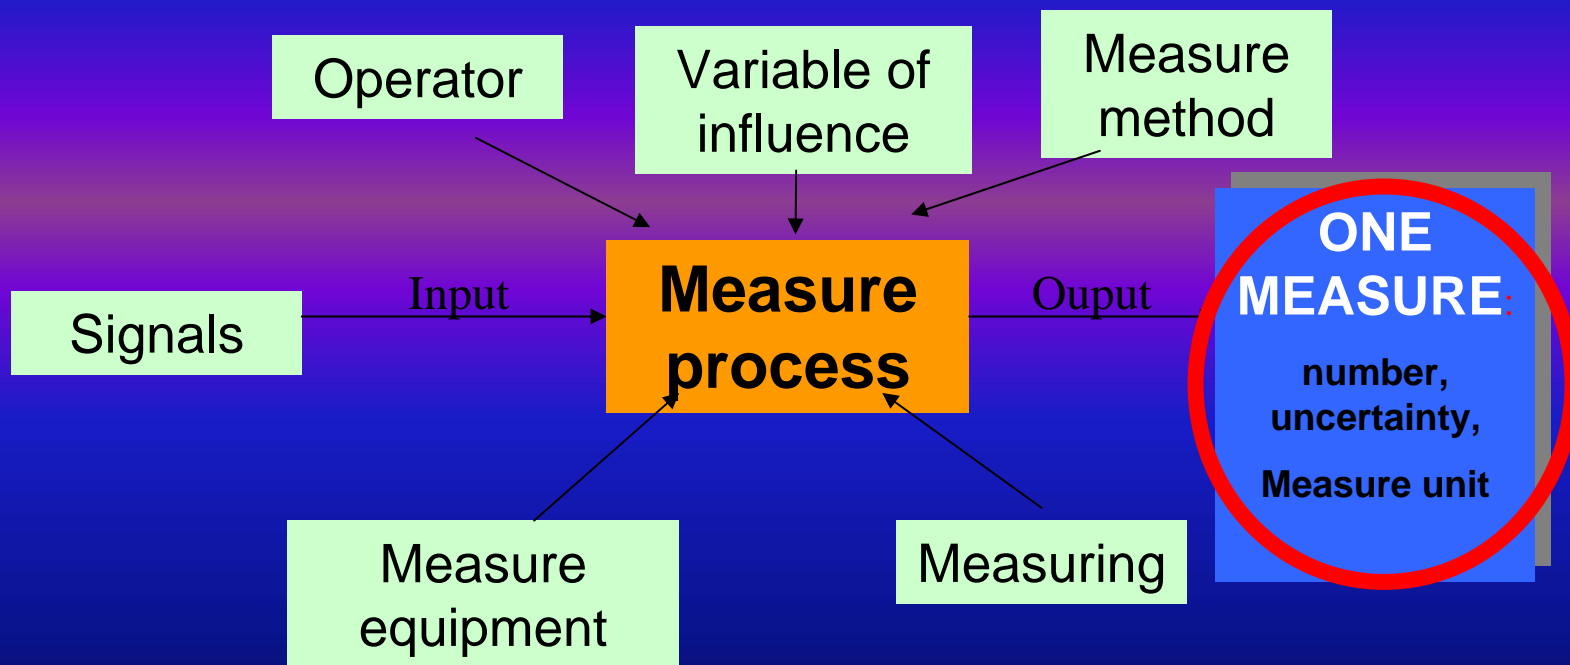 Operator
Variable of
influence
Measure
method
Signals
Input
Measure
process
Ouput
ONE
MEASURE:
number,
uncertainty,
Measure unit
Measure
equipment
Measuring